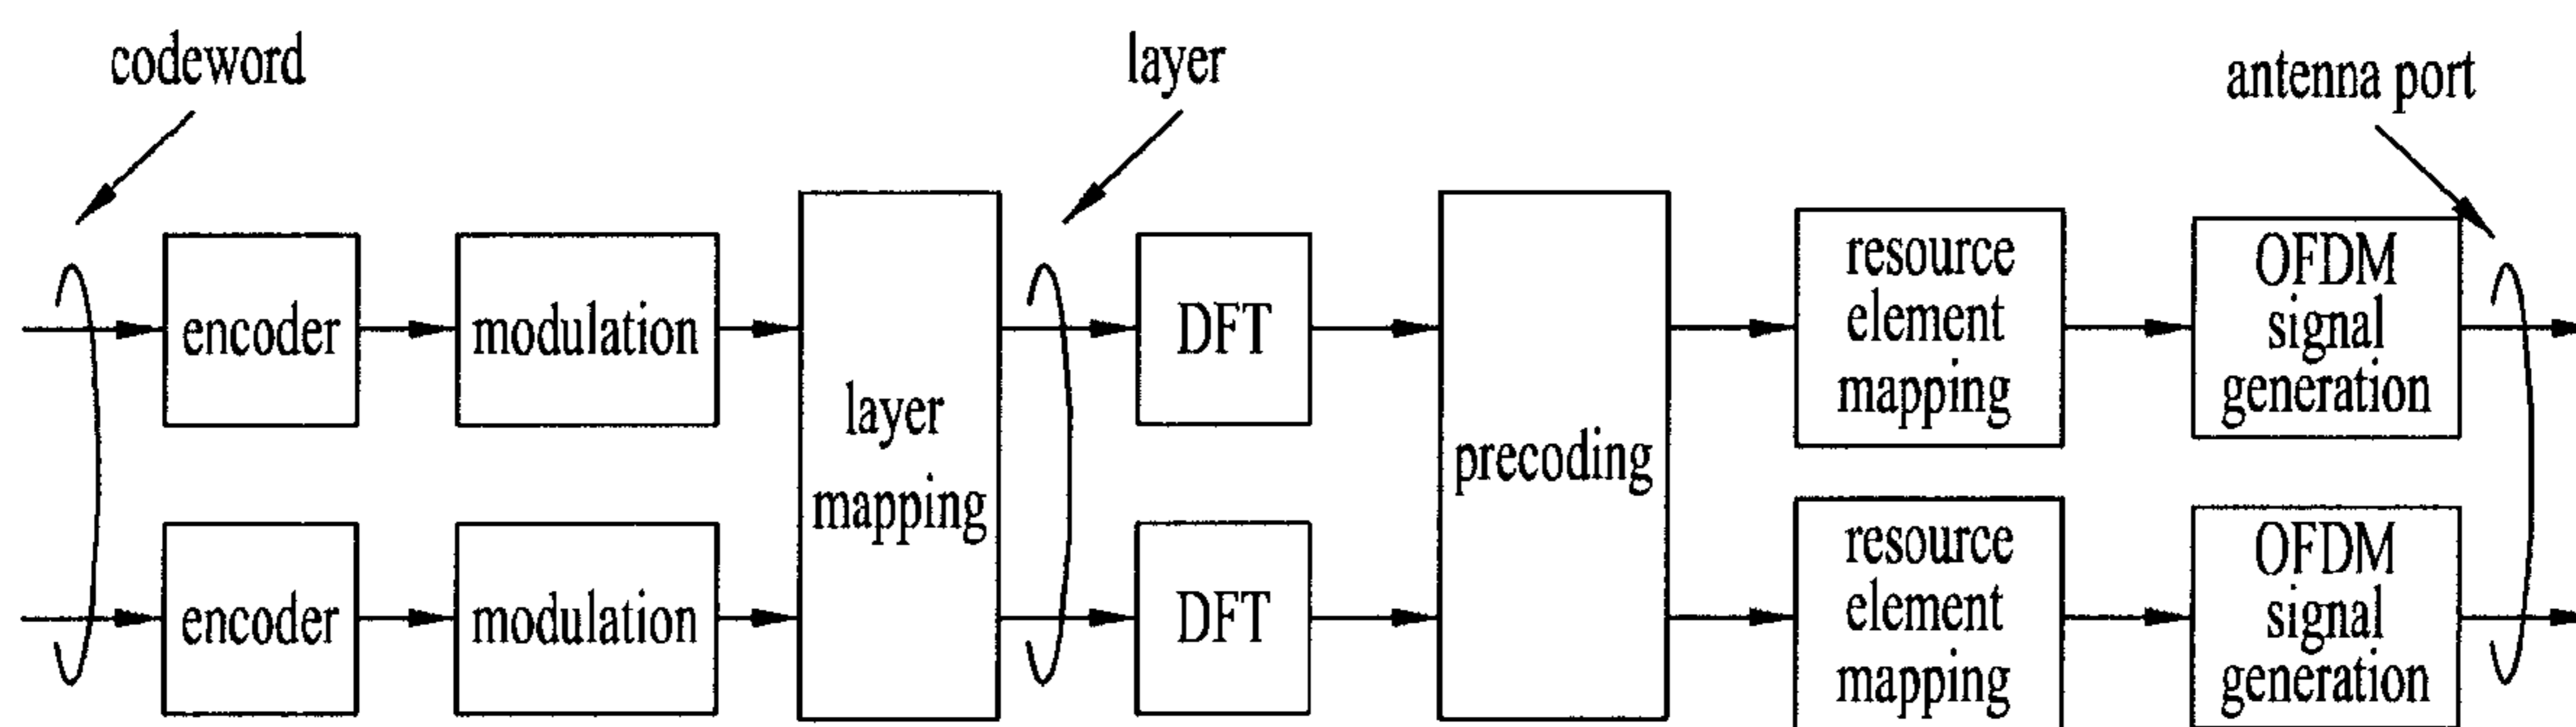 codeword
layer
antenna port
encoder
modulation
layer
mapping
DFT
precoding
resource
element
mapping
OFDM
signal
generation
encoder
modulation
DFT
resource
element
mapping
OFDM
signal
generation